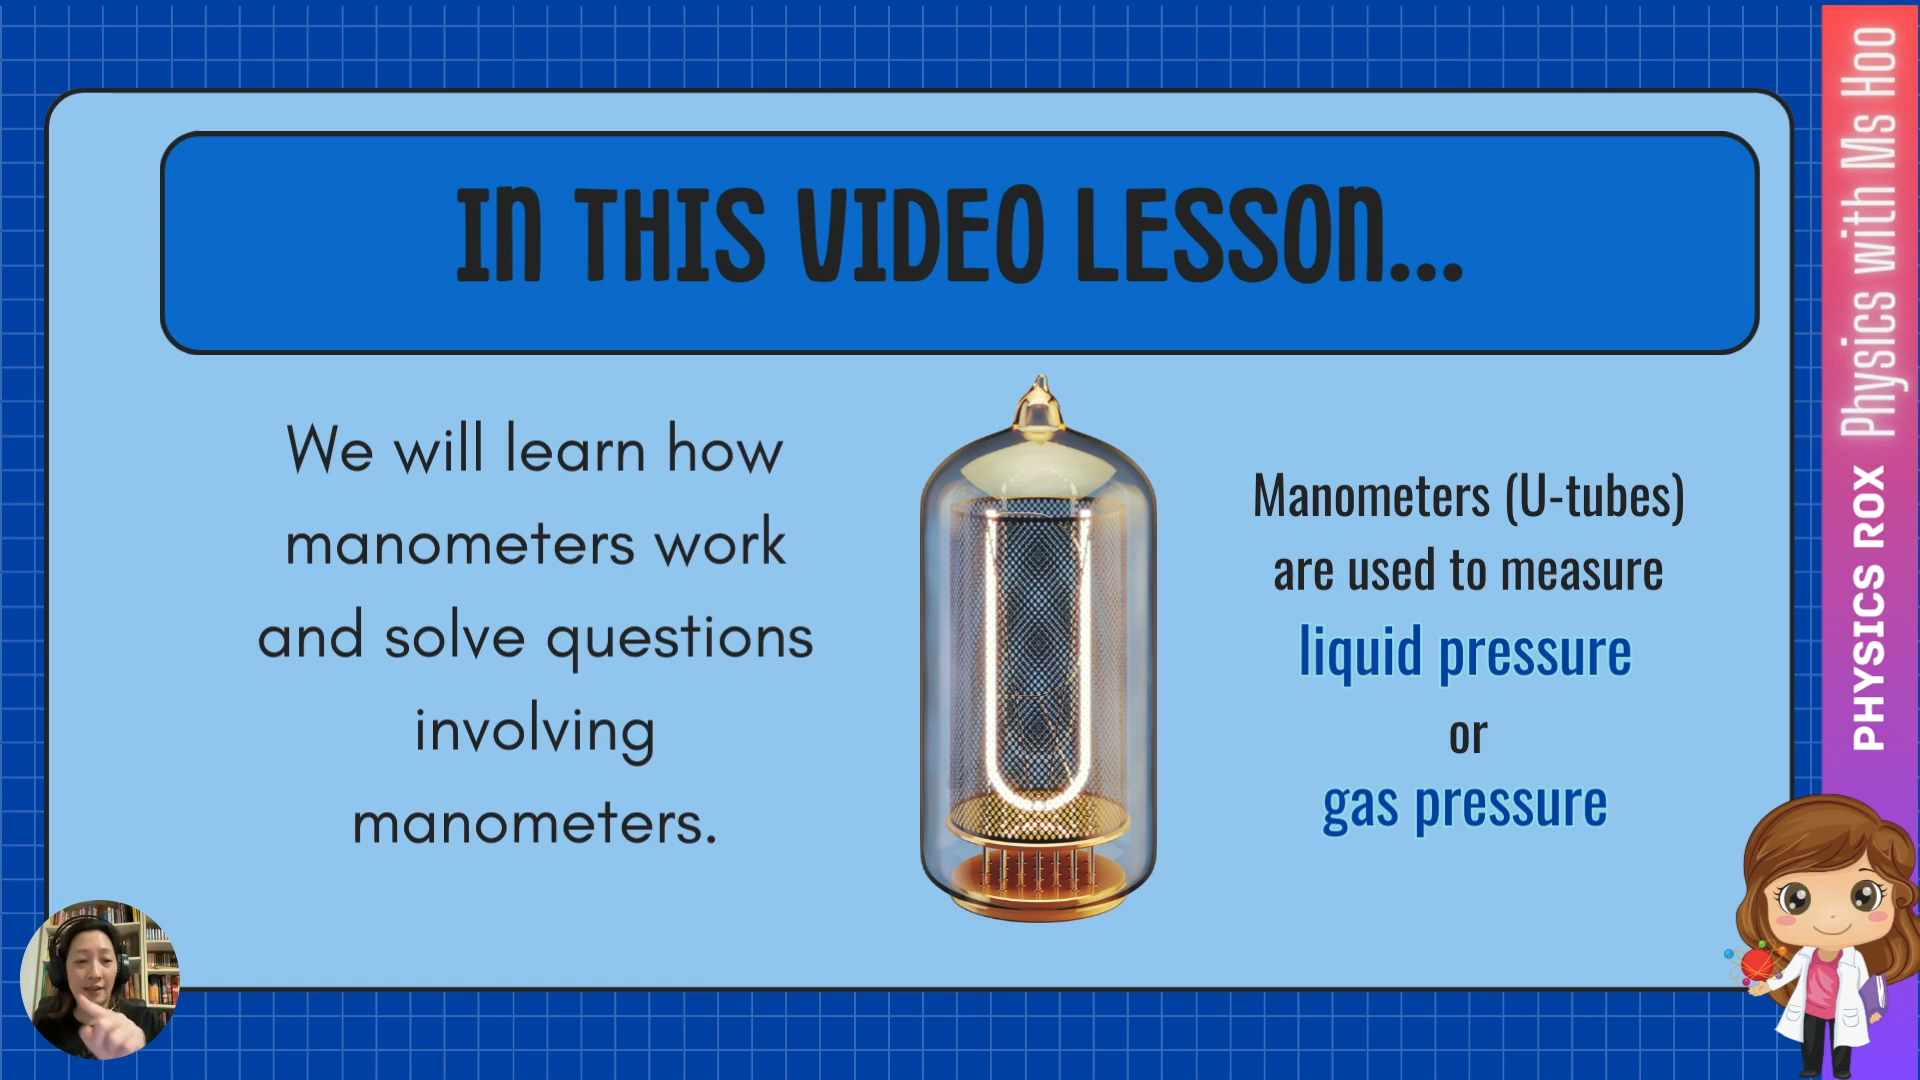 IN THIS VIDEO LESSON...
We will learn how
manometers work
and solve questions
involving
manometers.
Manometers (U-tubes)
are used to measure
liquid pressure
or
gas pressure
PHYSICS ROX Physics with Ms Hoo